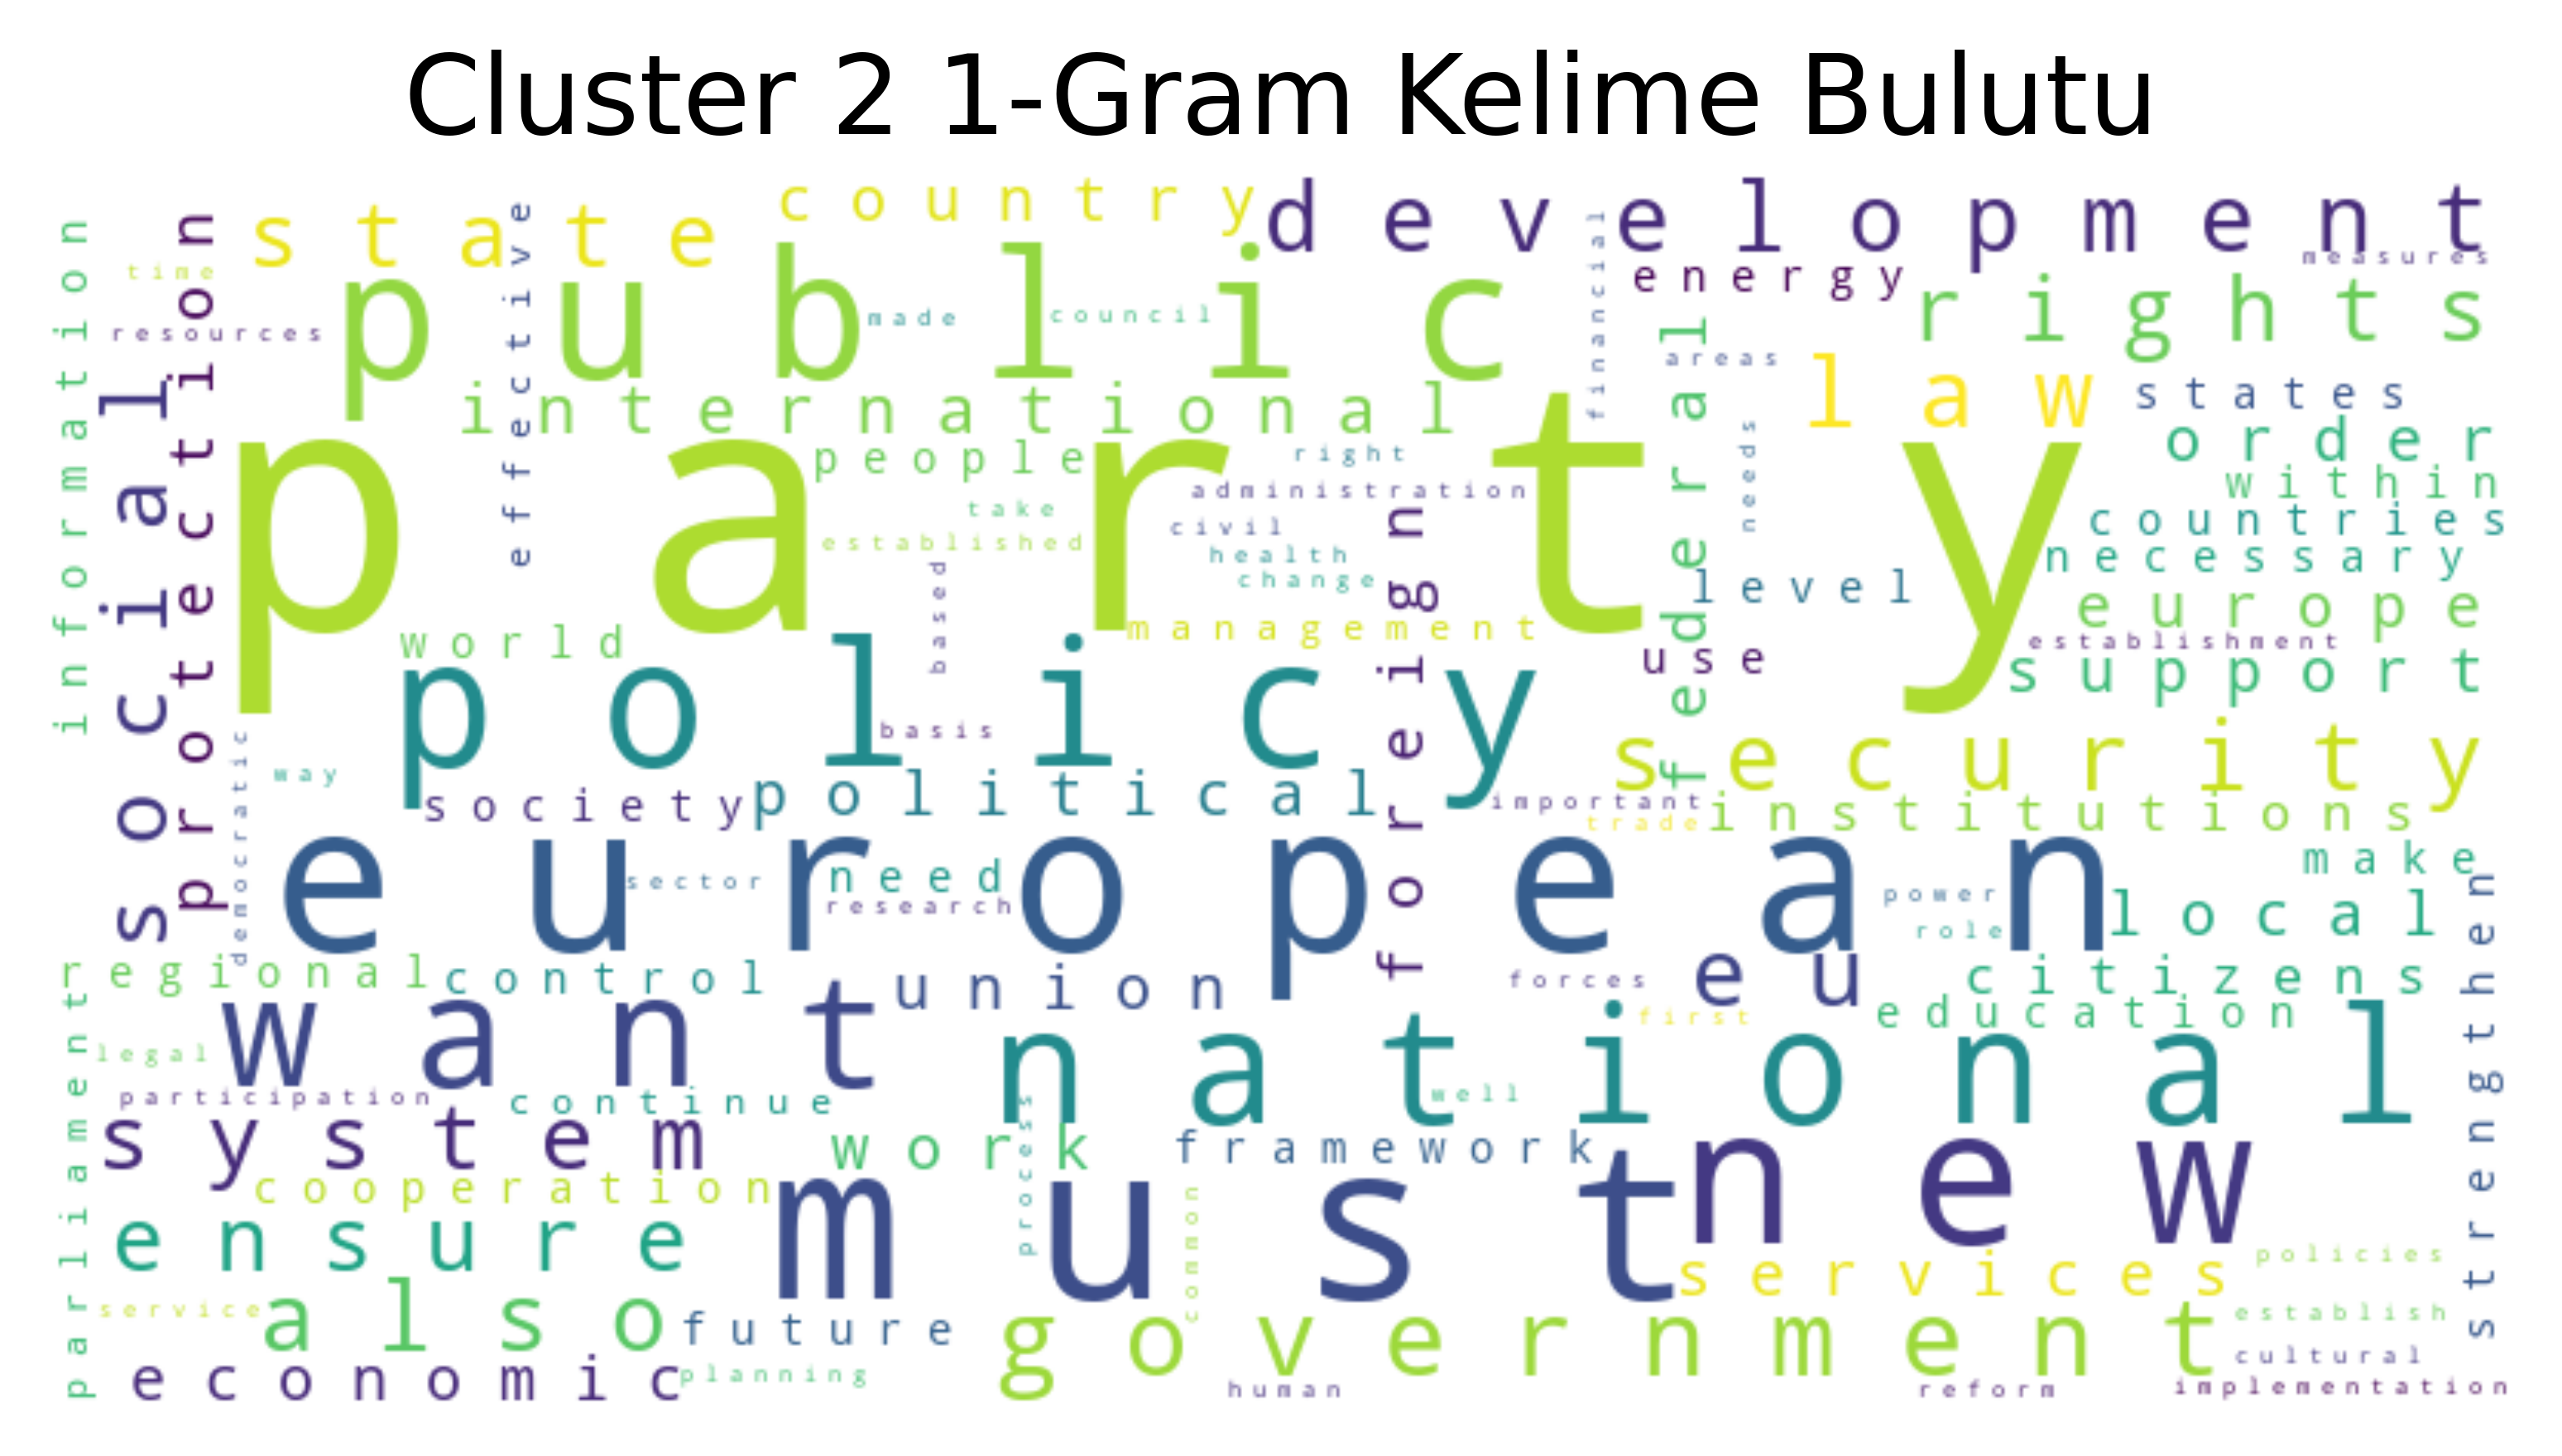 Cluster 2 1-Gram Kelime Bulutu
information
social
protection
state
country
development
effective
time
resources
public
made
council
financial
energy
measures
rights
areas
law
states
international
federal
needs
order
people
right
administration
within
party
take
established
civil
health
change
based
countries
necessary
level
europe
world
management
foreign
use
establishment
support
policy
basis
security
democratic
way
society
political
important
trade
institutions
european
sector
need
research
make
power
role
local
strengthen
regional
control
union
forces
eu
citizens
first
education
parliament
legal
want
national
well
participation
continue
process
system
work
framework
new
cooperation
must
common
ensure
services
policies
service
also
future
government
establish
economic
planning
human
reform
cultural
implementation